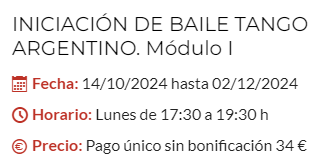 INICIACIÓN DE BAILE TANGO
ARGENTINO. Módulo I
Fecha: 14/10/2024 hasta 02/12/2024
Horario: Lunes de 17:30 a 19:30 h
Precio: Pago único sin bonificación 34 €